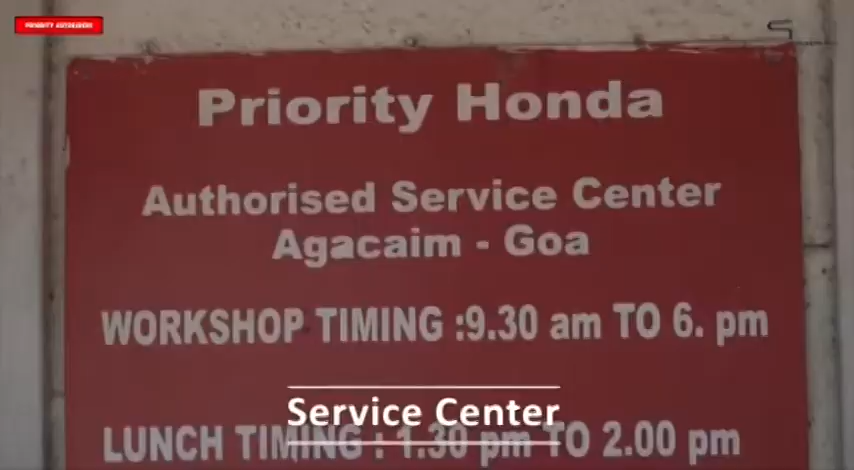 Priority Honda
Authorised Service Center
Agacaim - Goa
WORKSHOP TIMING :9.30 am TO 6. pm
Service Center
LUNCH TIMING : 1.30 pm TO 2.00 pm